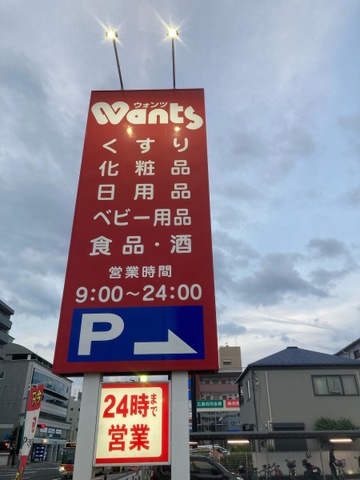 ウォンツ
Wants
くすり
化粧品
日用品
ベビー用品
食品・酒
営業時間
9:00～24:00
P
24時まで
営業